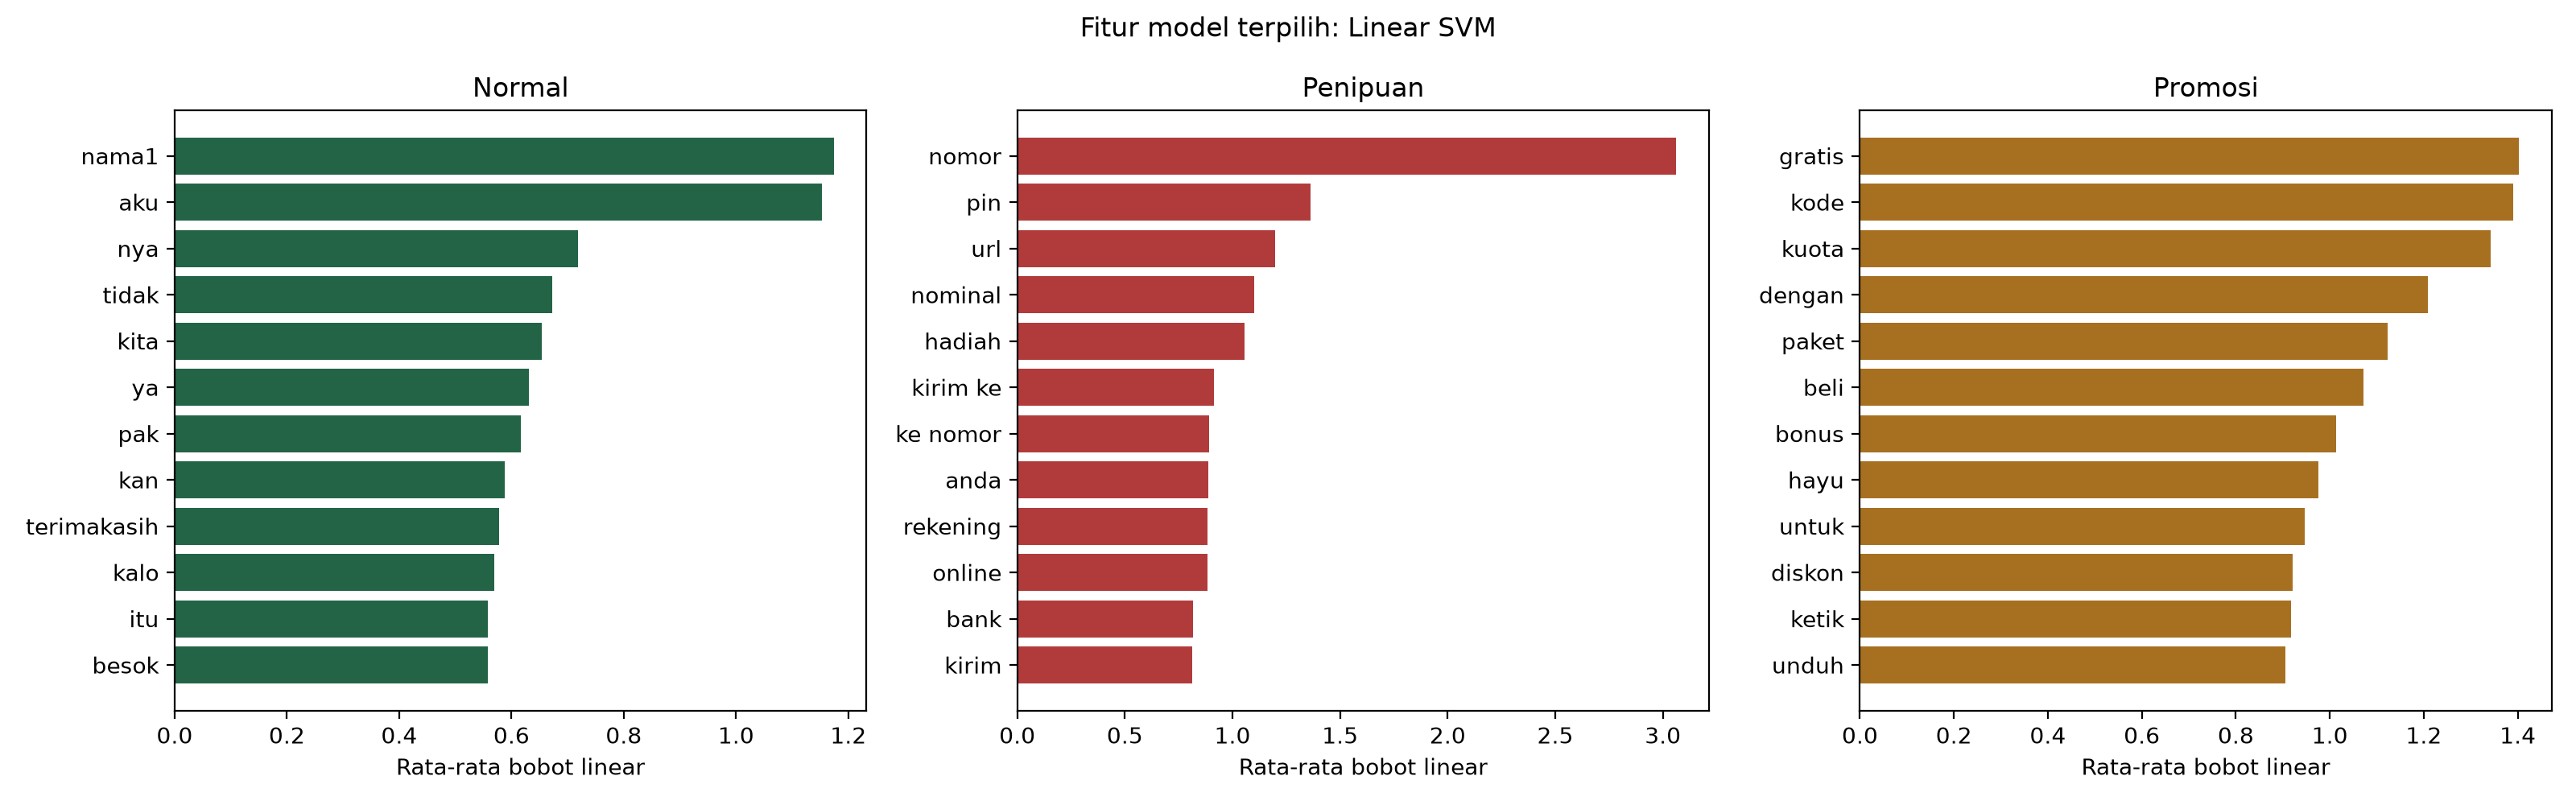 Fitur model terpilih: Linear SVM
Normal
nama1
aku
nya
tidak
kita
ya
pak
kan
terimakasih
kalo
itu
besok
0.0 0.2 0.4 0.6 0.8 1.0 1.2
Rata-rata bobot linear
Penipuan
nomor
pin
url
nominal
hadiah
kirim ke
ke nomor
anda
rekening
online
bank
kirim
0.0 0.5 1.0 1.5 2.0 2.5 3.0
Rata-rata bobot linear
Promosi
gratis
kode
kuota
dengan
paket
beli
bonus
hayu
untuk
diskon
ketik
unduh
0.0 0.2 0.4 0.6 0.8 1.0 1.2 1.4
Rata-rata bobot linear